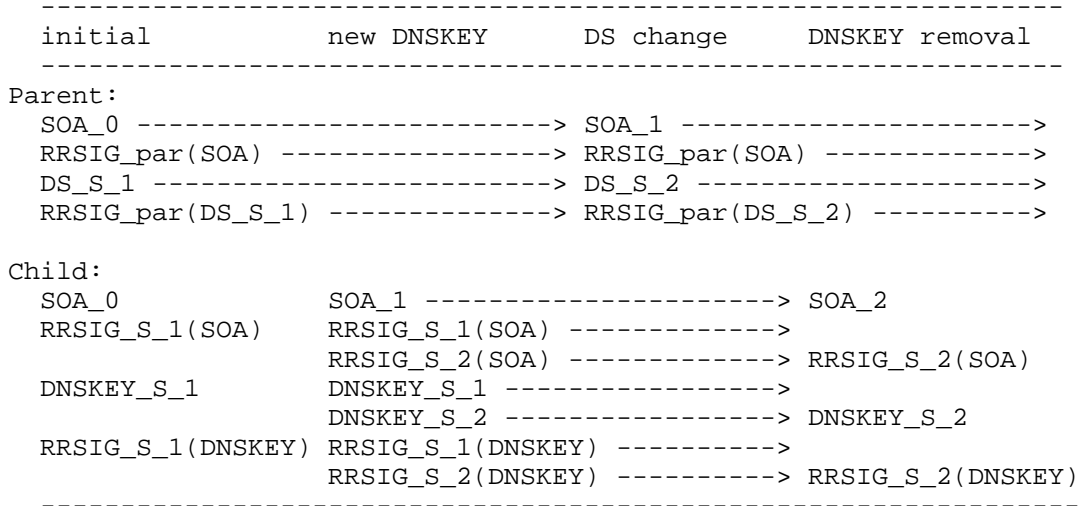 ----------------------------------------------------------------
initial            new DNSKEY       DS change     DNSKEY removal
----------------------------------------------------------------
Parent:
SOA_0 --------------------------> SOA_1 ---------------------->
RRSIG_par(SOA) -----------------> RRSIG_par(SOA) ------------->
DS_S_1 -------------------------> DS_S_2 --------------------->
RRSIG_par(DS_S_1) --------------> RRSIG_par(DS_S_2) ---------->
Child:
SOA_0             SOA_1 ----------------------> SOA_2
RRSIG_S_1(SOA)    RRSIG_S_1(SOA) ------------->
                  RRSIG_S_2(SOA) -------------> RRSIG_S_2(SOA)
DNSKEY_S_1        DNSKEY_S_1 ----------------->
                  DNSKEY_S_2 -----------------> DNSKEY_S_2
RRSIG_S_1(DNSKEY) RRSIG_S_1(DNSKEY) ---------->
                  RRSIG_S_2(DNSKEY) ----------> RRSIG_S_2(DNSKEY)
-----------------------------------------------------------------